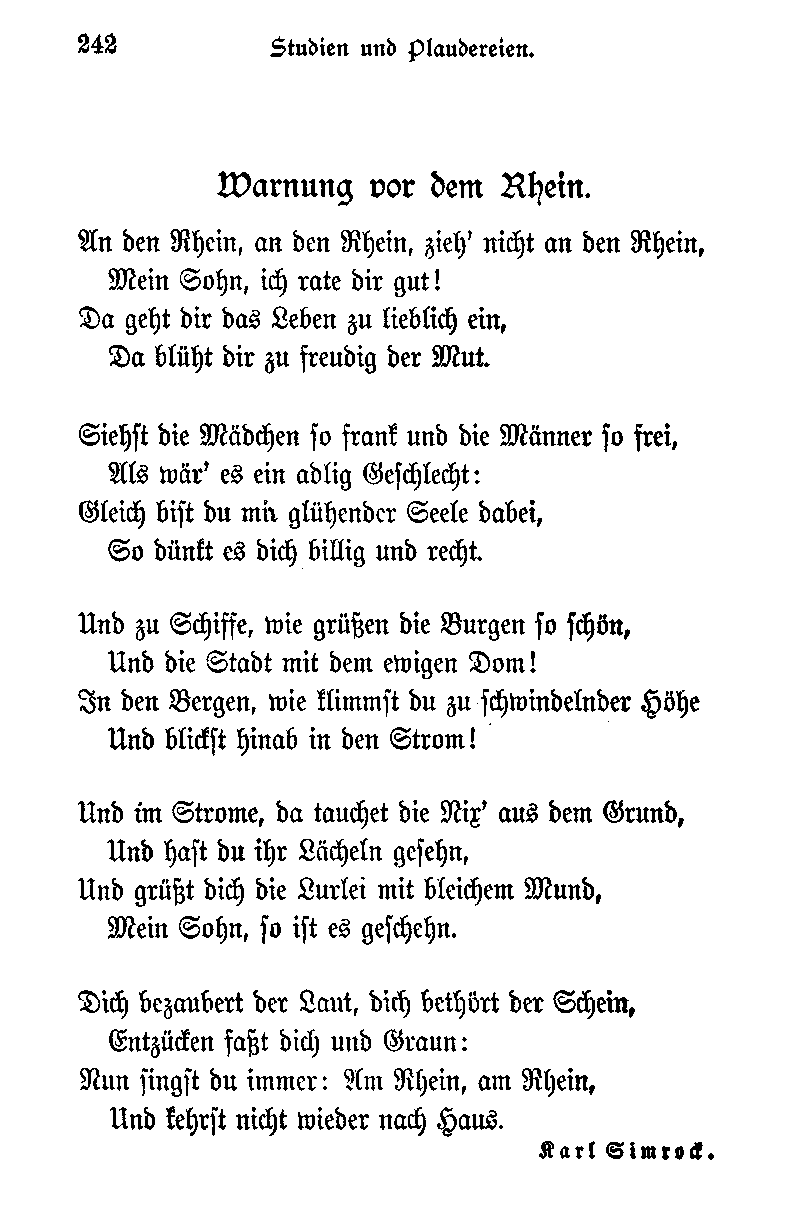 242 Studien und Plaudereien.
Warnung vor dem Rhein.
An den Rhein, an den Rhein, zieh' nicht an den Rhein,
Mein Sohn, ich rate dir gut!
Da geht dir das Leben zu lieblich ein,
Da blüht dir zu freudig der Mut.
Siehst die Mädchen so frank und die Männer so frei,
Als wär' es ein adlig Geschlecht:
Gleich bist du mit glühender Seele dabei,
So dünkt es dich billig und recht.
Und zu Schiffe, wie grüßen die Burgen so schön,
Und die Stadt mit dem ewigen Dom!
In den Bergen, wie klimmst du zu schwindelnder Höhe
Und blickst hinab in den Strom!
Und im Strome, da tauchet die Nix' aus dem Grund,
Und hast du ihr Lächeln gesehn,
Und grüßt dich die Lurlei mit bleichem Mund,
Mein Sohn, so ist es geschehn.
Dich bezaubert der Laut, dich bethört der Schein,
Entzücken faßt dich und Graun:
Nun singst du immer: Am Rhein, am Rhein,
Und kehrst nicht wieder nach Haus.
Karl Simrock.